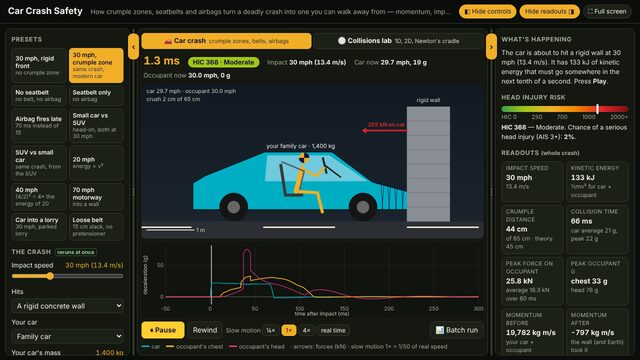 Car Crash Safety
How crumple zones, seatbelts and airbags turn a deadly crash into one you can walk away from — momentum, imp...
Hide controls
Hide readouts
Full screen
PRESETS
30 mph, rigid front
no crumple zone
30 mph, crumple zone
same crash, modern car
No seatbelt
no belt, no airbag
Seatbelt only
no airbag
Airbag fires late
70 ms instead of 15
Small car vs SUV
head-on, both at 30 mph
SUV vs small car
same crash, from the SUV
20 mph
energy ∝ v²
40 mph
(4/2)² = 4× the energy of 20
70 mph motorway
into a wall
Car into a lorry
30 mph, parked lorry
Loose belt
15 cm slack, no pretensioner
THE CRASH
reruns at once
Impact speed
30 mph (13.4 m/s)
Hits
A rigid concrete wall
Your car
Family car
Your car's mass
1,400 kg
Car crash
crumple zones, belts, airbags
Collisions lab
1D, 2D, Newton's cradle
1.3 ms
HIC 368 · Moderate
Impact 30 mph (13.4 m/s)
Car now 29.7 mph, 19 g
Occupant now 30.0 mph, 0 g
car 29.7 mph · occupant 30.0 mph
crush 2 cm of 65 cm
rigid wall
255 kN on car
your family car · 1,400 kg
1 m
deceleration (g)
50
0
-50
0
50
100
150
200
250
300
time after impact (ms)
Pause
Rewind
Slow motion
¼×
1×
4×
real time
Batch run
car
occupant's chest
occupant's head
· arrows: forces (kN) · slow motion 1× = 1/50 of real speed
WHAT'S HAPPENING
The car is about to hit a rigid wall at 30 mph (13.4 m/s). It has 133 kJ of kinetic energy that must go somewhere in the next tenth of a second. Press Play.
HEAD INJURY RISK
HIC 0
250
1000
2000+
HIC 368 — Moderate. Chance of a serious head injury (AIS 3+): 2%.
READOUTS (whole crash)
IMPACT SPEED
30 mph
13.4 m/s
KINETIC ENERGY
133 kJ
½mv² for car + occupant
CRUMPLE DISTANCE
44 cm
of 65 cm · theory 45 cm
COLLISION TIME
66 ms
car average 21 g, peak 22 g
PEAK FORCE ON OCCUPANT
25.8 kN
average 16.3 kN over 80 ms
PEAK OCCUPANT G
chest 33 g
head 76 g
MOMENTUM BEFORE
19,782 kg m/s
your car + occupant
MOMENTUM AFTER
-797 kg m/s
the wall (and Earth) took it